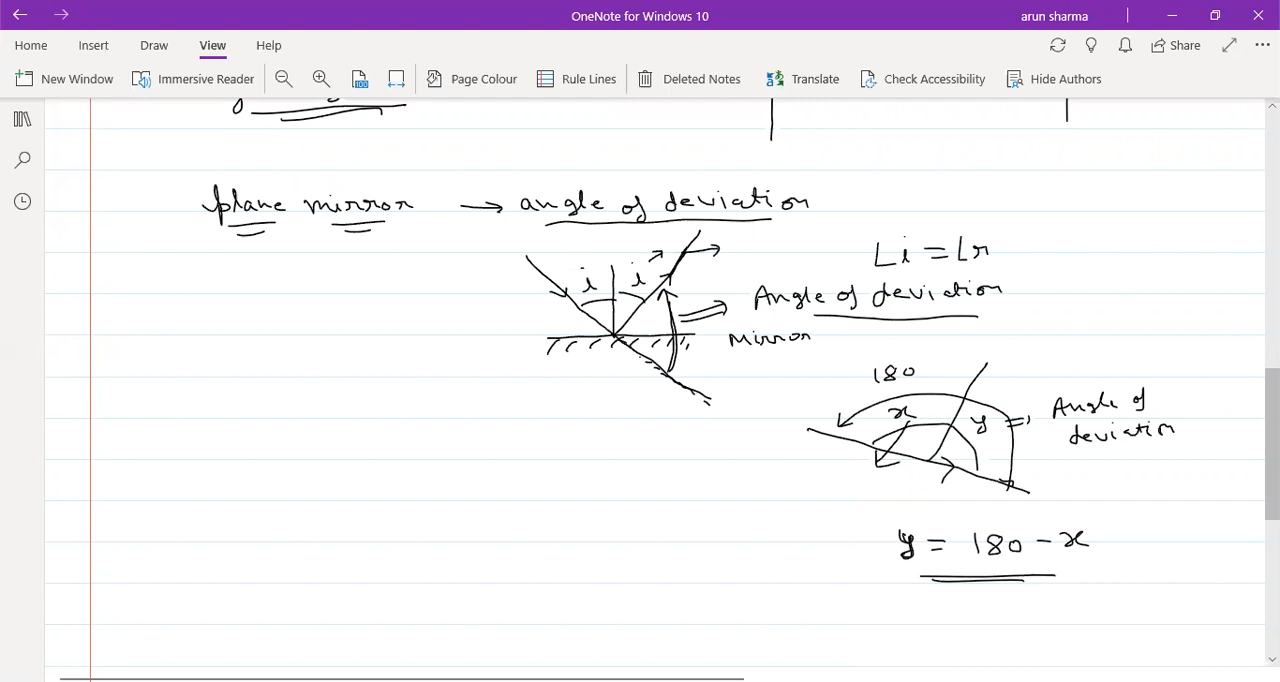 OneNote for Windows 10
arun sharma
Home Insert Draw View Help
Share
New Window Immersive Reader Page Colour Rule Lines Deleted Notes Translate Check Accessibility Hide Authors
plane mirror → angle of deviation
i i
∠i = ∠r
⇒ Angle of deviation
mirror
180
x y ⇒ Angle of
deviation
y = 180 - x